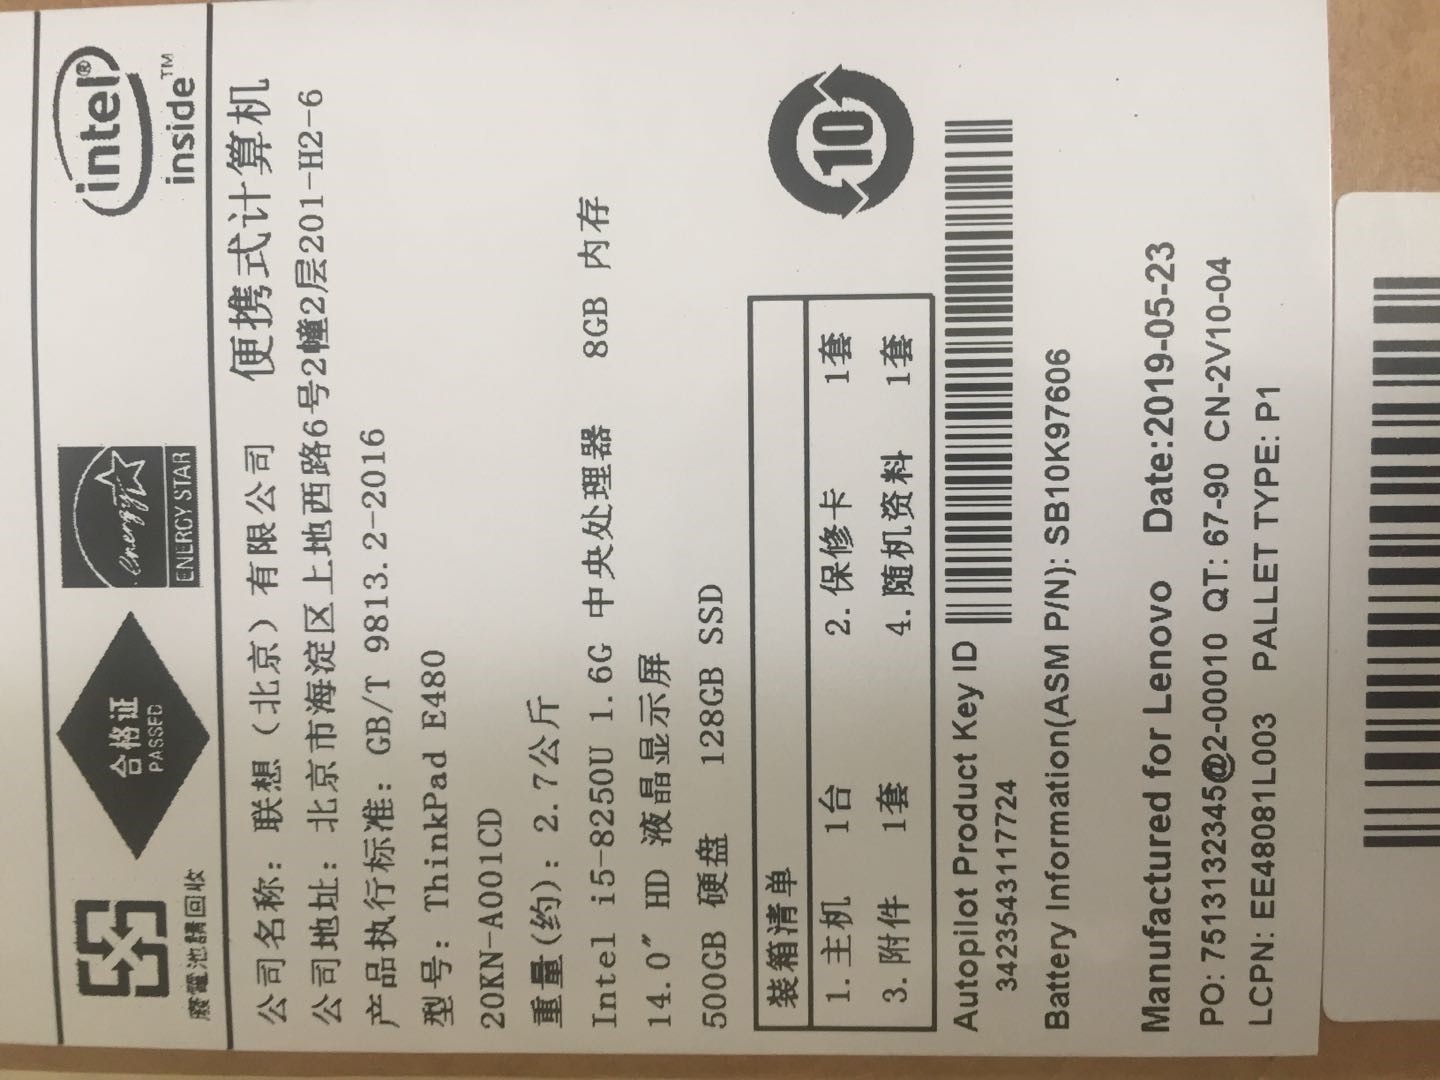 廢電池請回收
合格证
PASSED
energy
ENERGY STAR
intel®
inside™
公司名称: 联想（北京）有限公司 便携式计算机
公司地址: 北京市海淀区上地西路6号2幢2层201-H2-6
产品执行标准: GB/T 9813.2-2016
型号: ThinkPad E480
20KN-A001CD
重量(约): 2.7公斤
Intel i5-8250U 1.6G 中央处理器 8GB 内存
14.0" HD 液晶显示屏
500GB 硬盘 128GB SSD
装箱清单
1.主机 1台 2.保修卡 1套
3.附件 1套 4.随机资料 1套
10
Autopilot Product Key ID
3423543117724
Battery Information(ASM P/N): SB10K97606
Manufactured for Lenovo Date:2019-05-23
PO: 7513132345@2-00010 QT: 67-90 CN-2V10-04
LCPN: EE48081L003 PALLET TYPE: P1